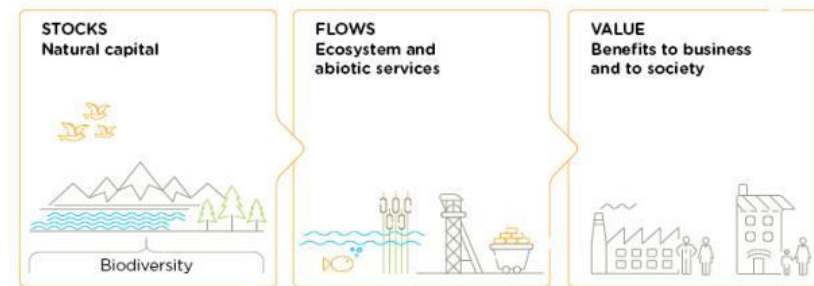 STOCKS
Natural capital
FLOWS
Ecosystem and
abiotic services
VALUE
Benefits to business
and to society
Biodiversity